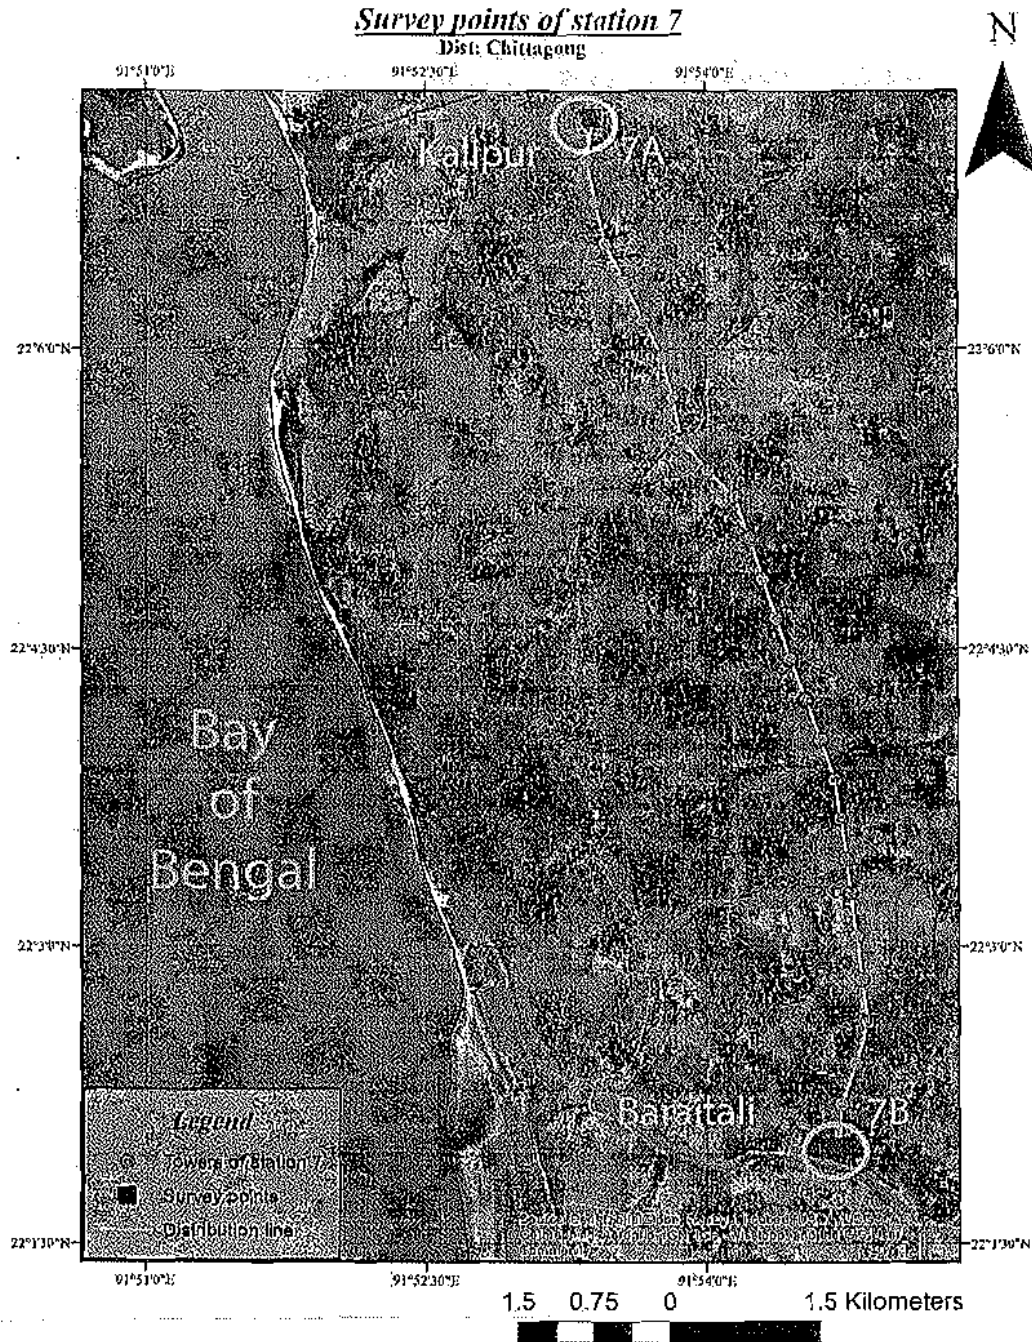 Survey points of station 7
Dist: Chittagong
N
91°51'0"E 91°52'30"E 91°54'0"E
Kalipur 7A
22°6'0"N 22°6'0"N
22°4'30"N 22°4'30"N
Bay
of
Bengal
22°3'0"N 22°3'0"N
Baraitali 7B
Legend
Towers of Station 7
Survey points
Distribution line
22°1'30"N 22°1'30"N
91°51'0"E 91°52'30"E 91°54'0"E
1.5 0.75 0 1.5 Kilometers